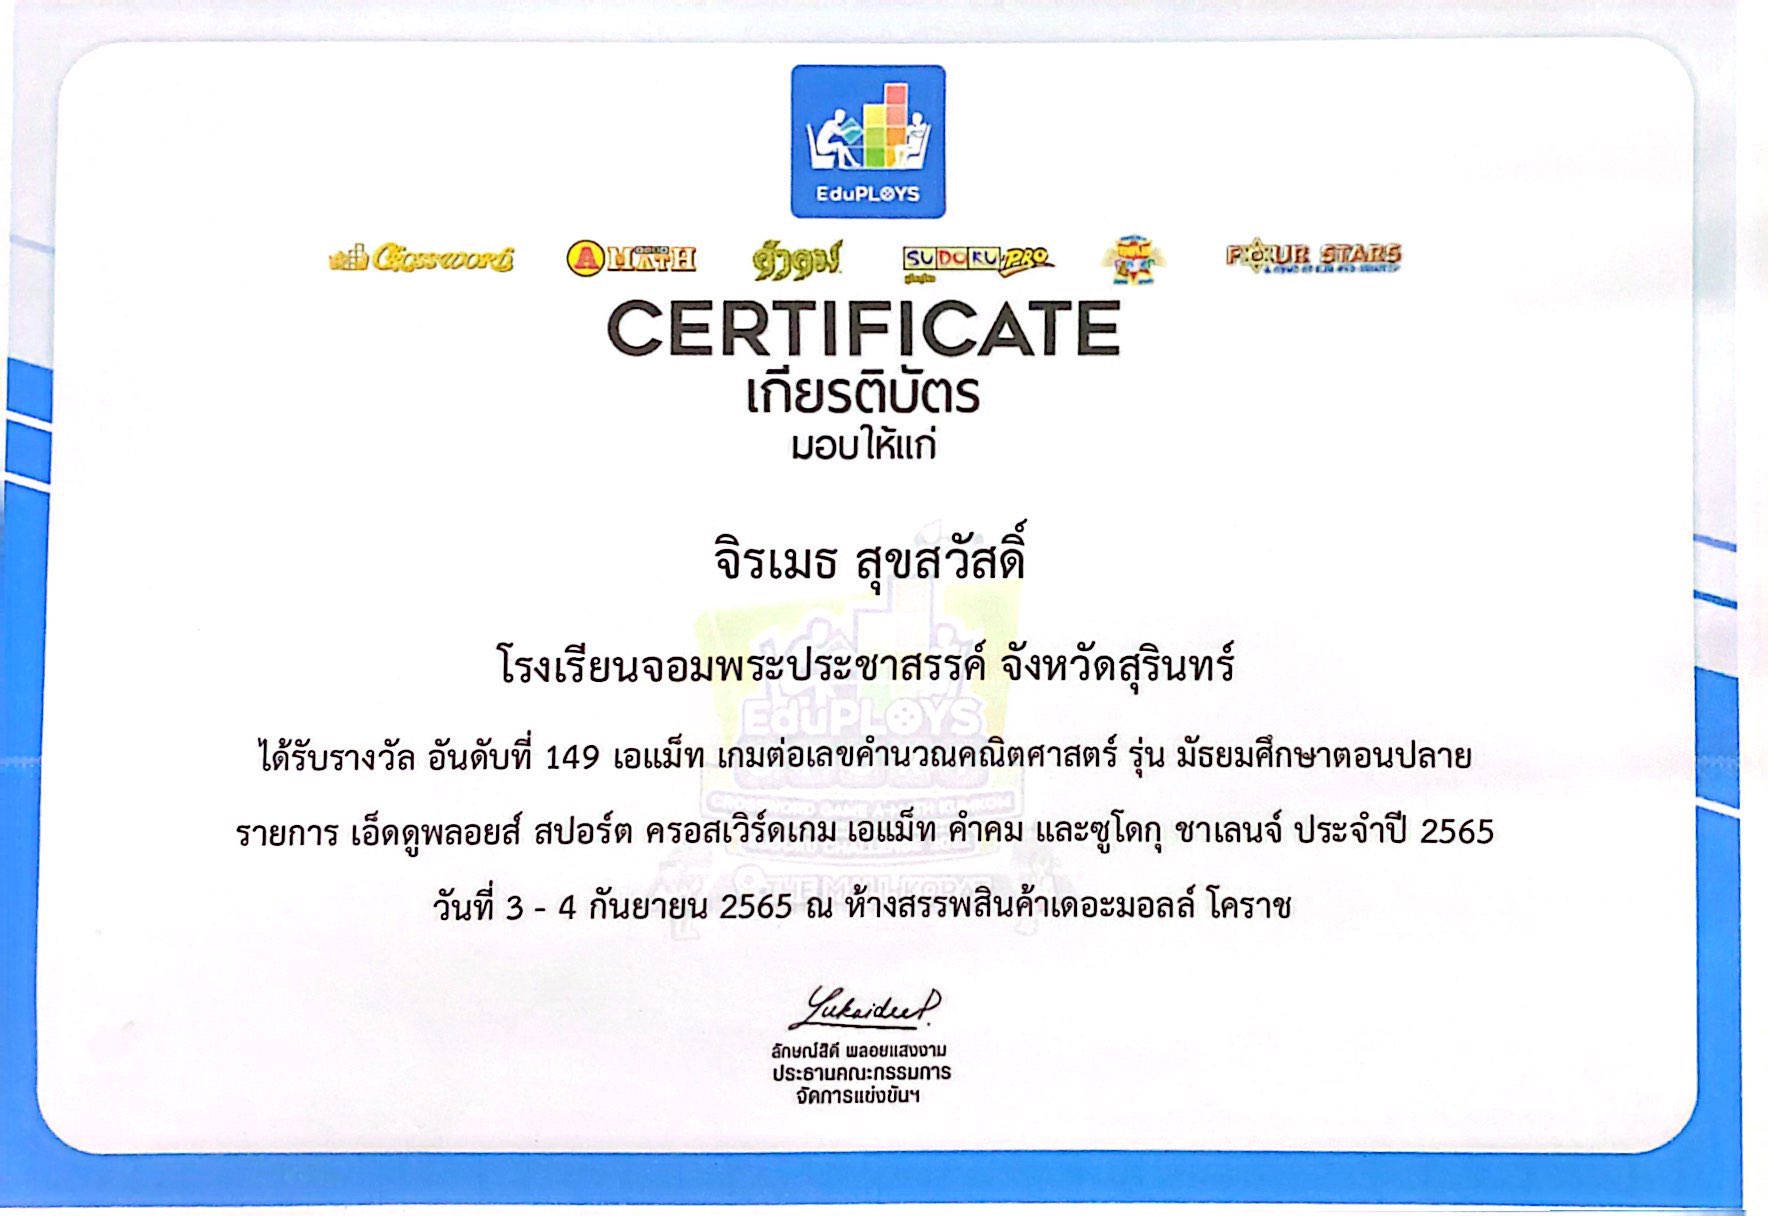 EduPLOYS
Crossword A MATH คำคม SUDOKU PRO FOUR STARS
CERTIFICATE
เกียรติบัตร
มอบให้แก่
จิรเมธ สุขสวัสดิ์
โรงเรียนจอมพระประชาสรรค์ จังหวัดสุรินทร์
ได้รับรางวัล อันดับที่ 149 เอแม็ท เกมต่อเลขคำนวณคณิตศาสตร์ รุ่น มัธยมศึกษาตอนปลาย
รายการ เอ็ดดูพลอยส์ สปอร์ต ครอสเวิร์ดเกม เอแม็ท คำคม และซูโดกุ ชาเลนจ์ ประจำปี 2565
วันที่ 3 - 4 กันยายน 2565 ณ ห้างสรรพสินค้าเดอะมอลล์ โคราช
ลักษณ์สิดี พลอยแสงงาม
ประธานคณะกรรมการ
จัดการแข่งขันฯ